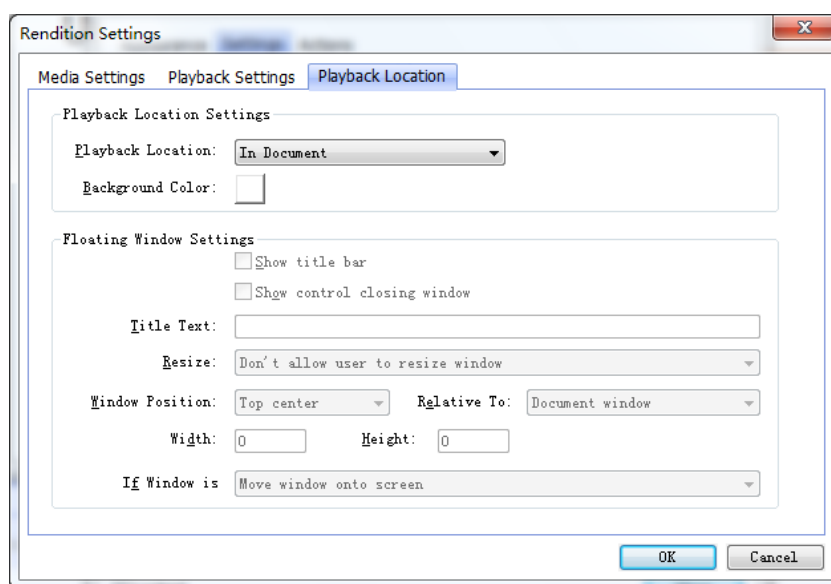 Rendition Settings
Media Settings Playback Settings Playback Location
Playback Location Settings
Playback Location: In Document
Background Color:
Floating Window Settings
Show title bar
Show control closing window
Title Text:
Resize: Don't allow user to resize window
Window Position: Top center Relative To: Document window
Width: 0 Height: 0
If Window is Move window onto screen
OK Cancel